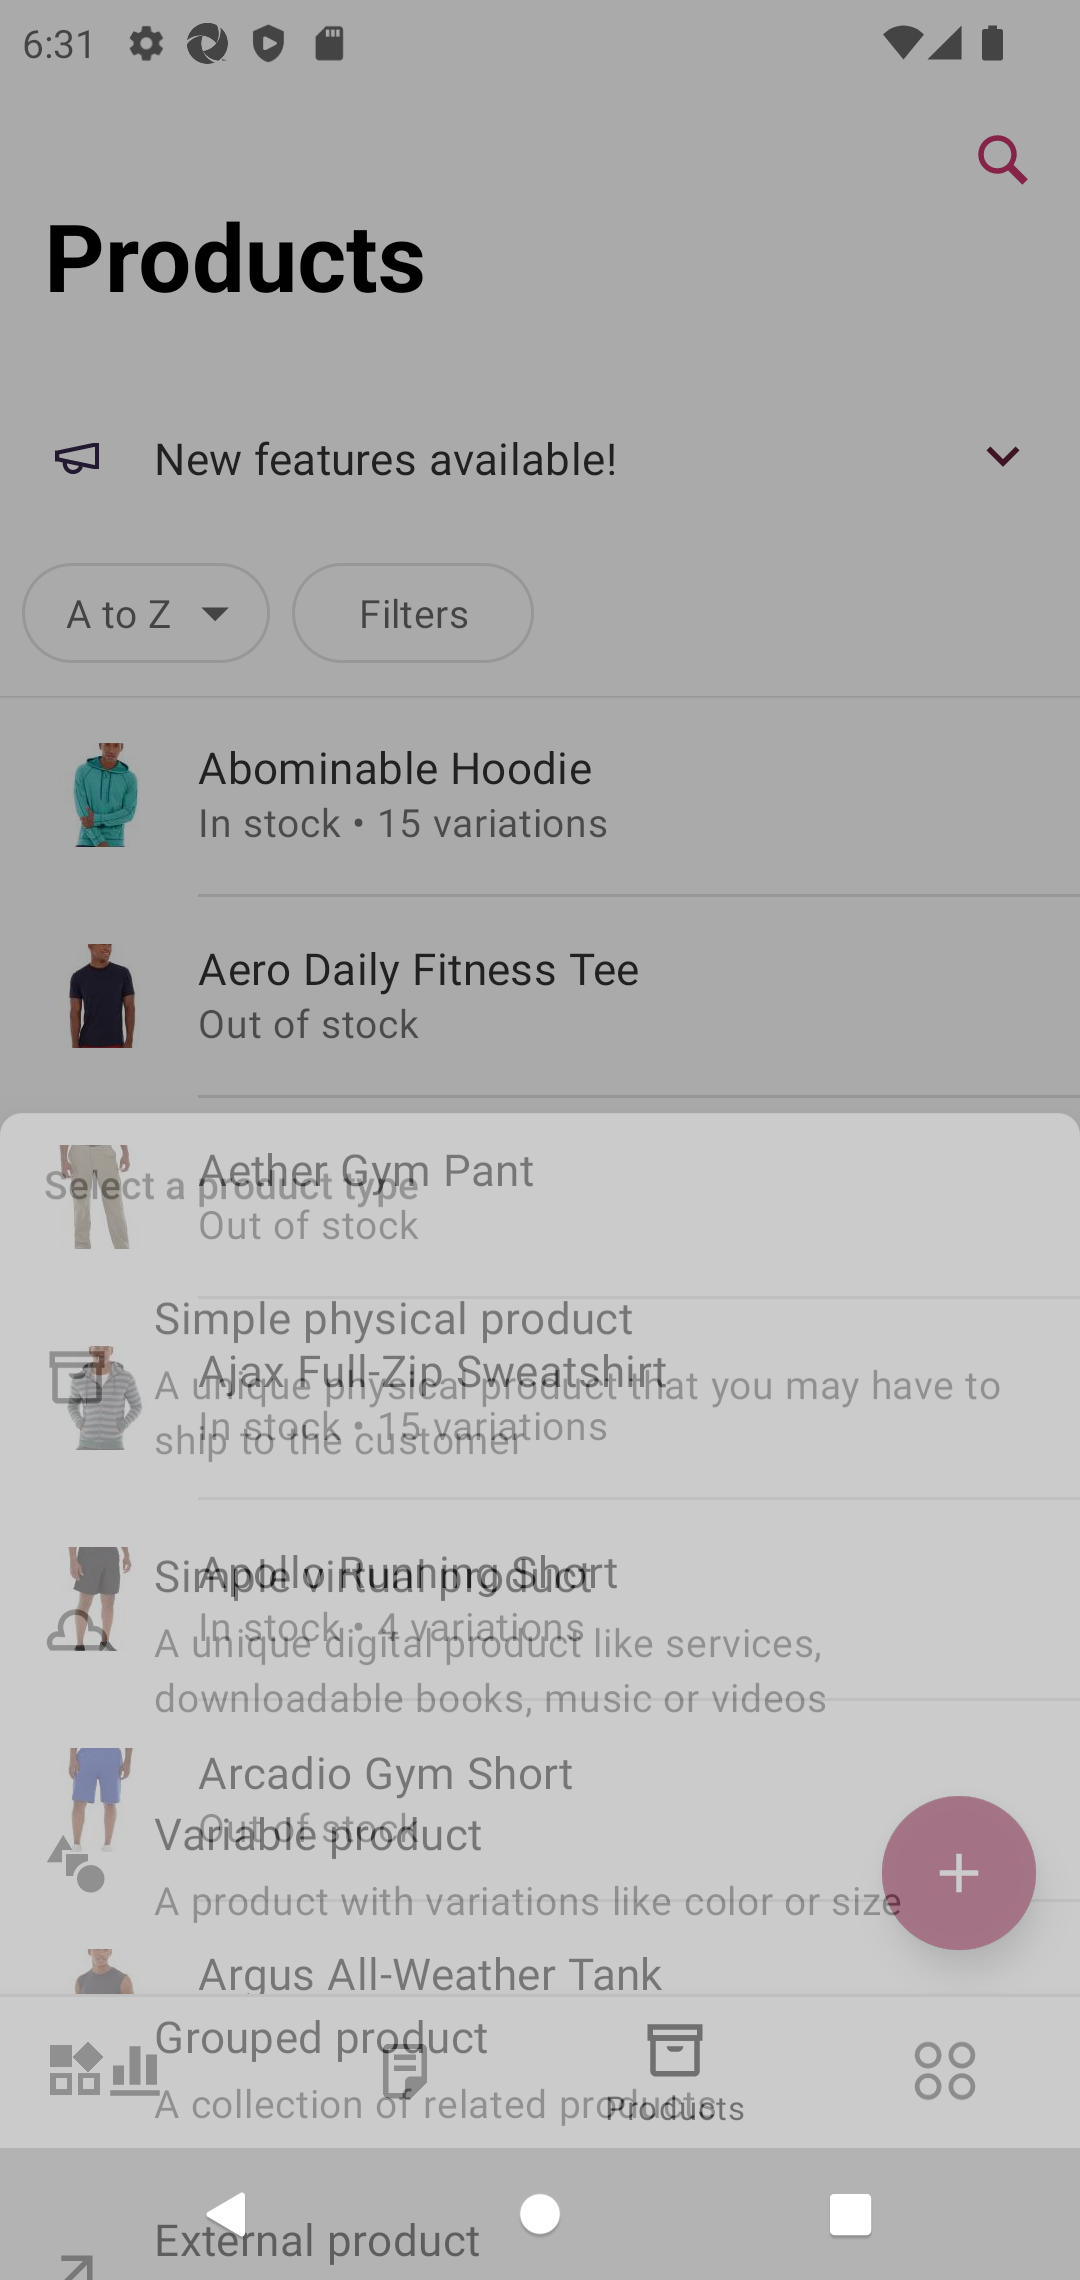 6:31
Products
New features available!
A to Z
Filters
Abominable Hoodie
In stock • 15 variations
Aero Daily Fitness Tee
Out of stock
Aether Gym Pant
Select a product type
Out of stock
Simple physical product
Ajax Full-Zip Sweatshirt
A unique physical product that you may have to
In stock • 15 variations
ship to the customer
Apollo Running Short
Simple virtual product
In stock • 4 variations
A unique digital product like services,
downloadable books, music or videos
Arcadio Gym Short
Out of stock
Variable product
A product with variations like color or size
Argus All-Weather Tank
Grouped product
A collection of related products
Products
External product